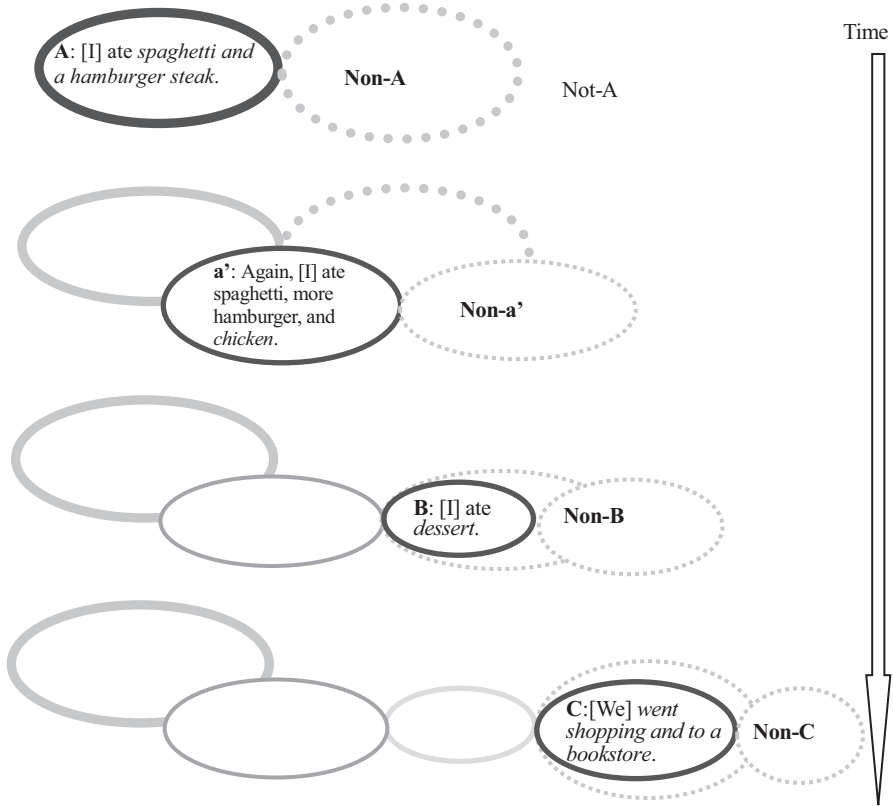 Time
A: [I] ate spaghetti and
a hamburger steak.
Non-A
Not-A
a’: Again, [I] ate
spaghetti, more
hamburger, and
chicken.
Non-a’
B: [I] ate
dessert.
Non-B
C:[We] went
shopping and to a
bookstore.
Non-C